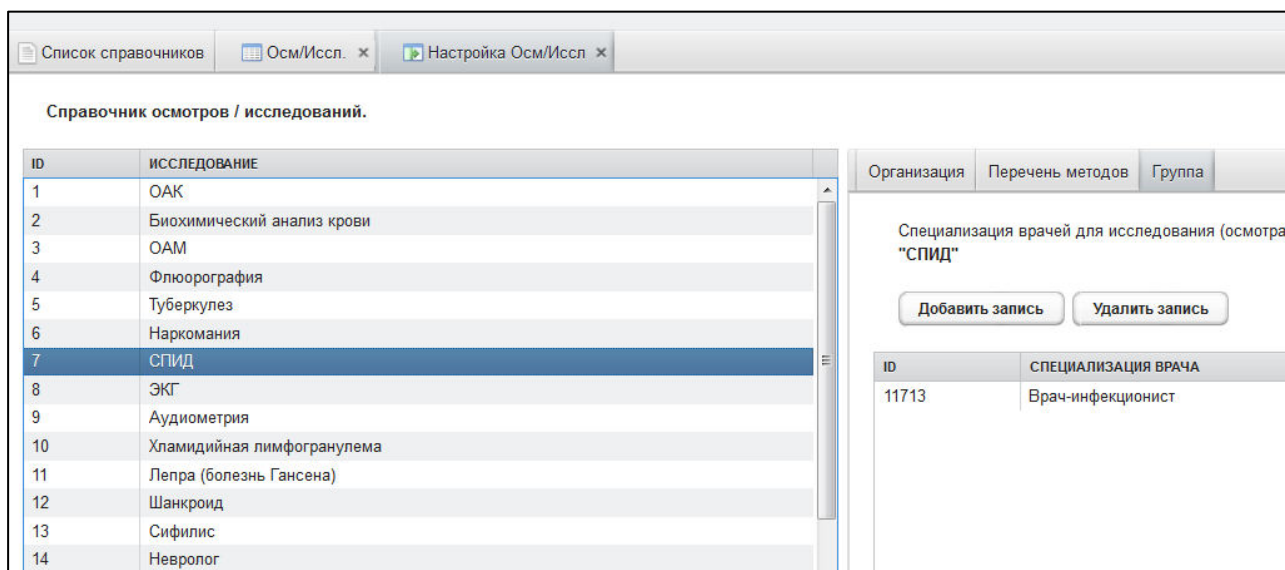 Список справочников Осм/Иссл. Настройка Осм/Иссл
Справочник осмотров / исследований.
ID ИССЛЕДОВАНИЕ
1 ОАК
2 Биохимический анализ крови
3 ОАМ
4 Флюорография
5 Туберкулез
6 Наркомания
7 СПИД
8 ЭКГ
9 Аудиометрия
10 Хламидийная лимфогранулема
11 Лепра (болезнь Гансена)
12 Шанкроид
13 Сифилис
14 Невролог
Организация Перечень методов Группа
Специализация врачей для исследования (осмотра
"СПИД"
Добавить запись Удалить запись
ID СПЕЦИАЛИЗАЦИЯ ВРАЧА
11713 Врач-инфекционист